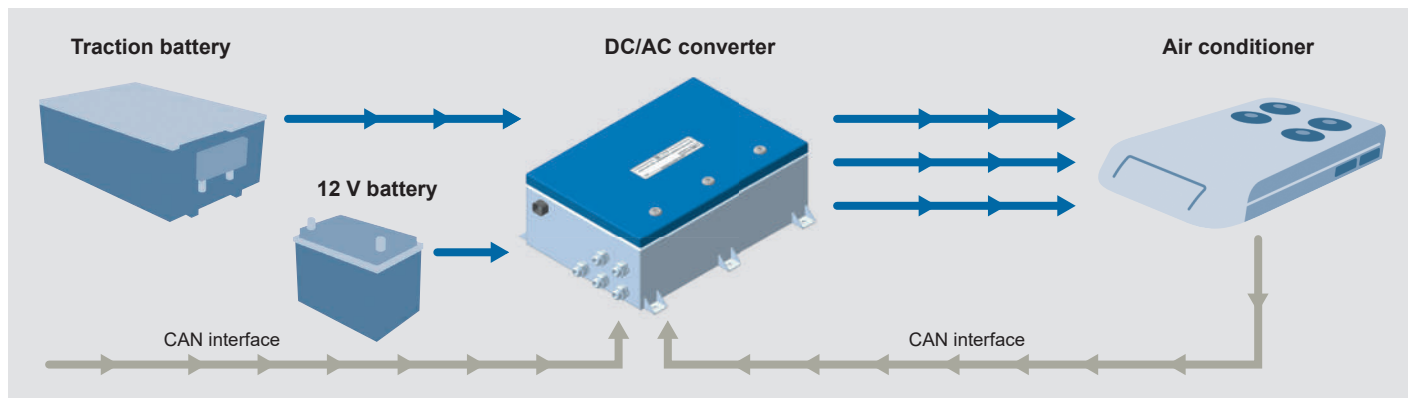 Traction battery
DC/AC converter
Air conditioner
12 V battery
CAN interface
CAN interface